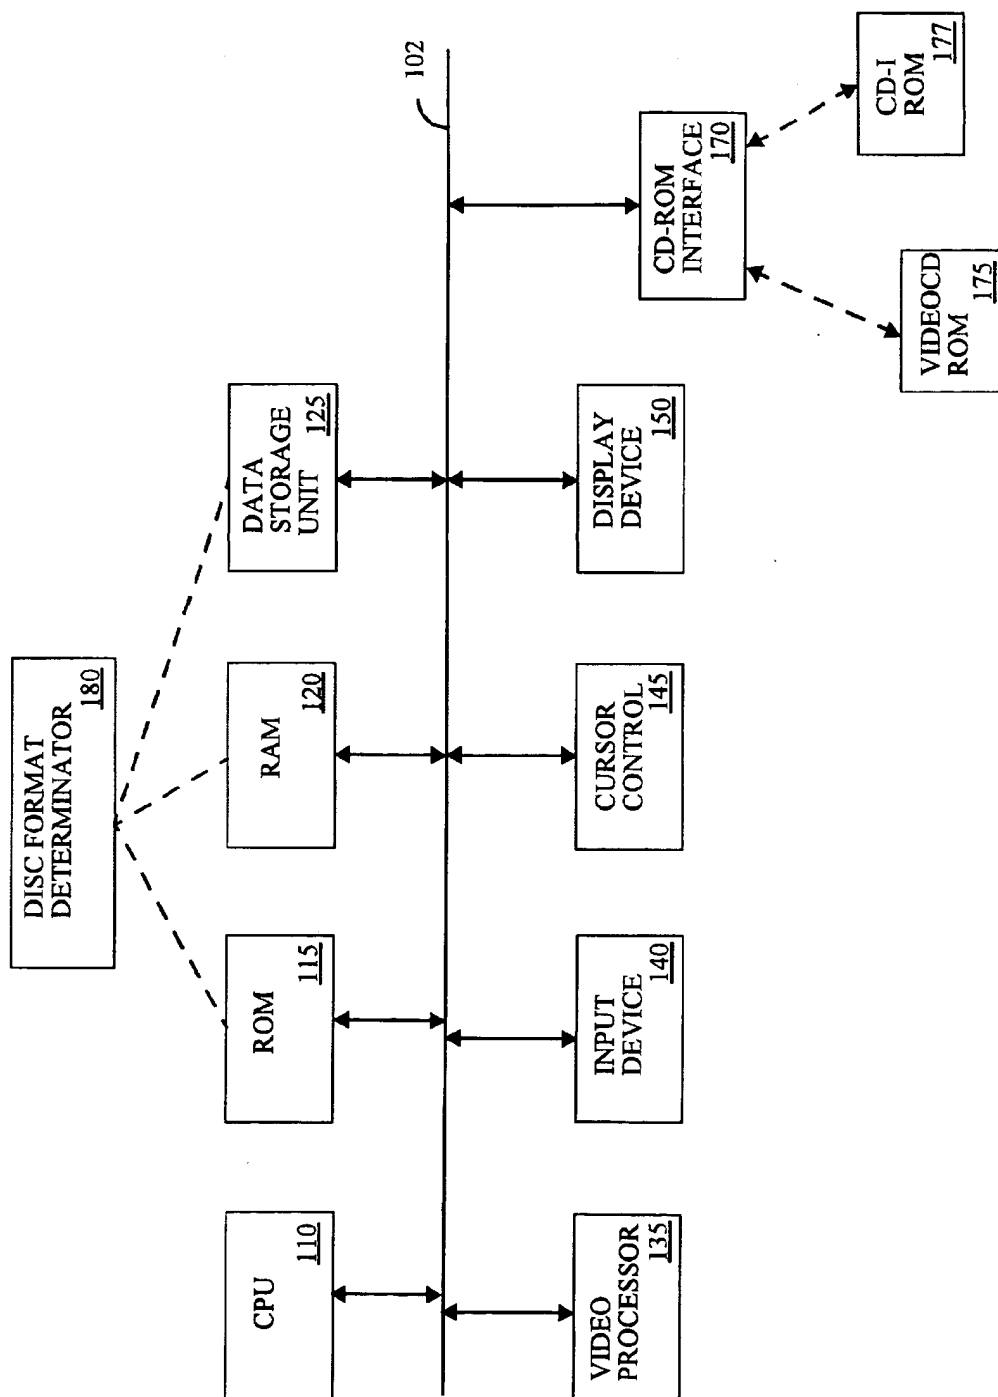 DISC FORMAT
DETERMINATOR
180
CPU
110
ROM
115
RAM
120
DATA
STORAGE
UNIT
125
102
VIDEO
PROCESSOR
135
INPUT
DEVICE
140
CURSOR
CONTROL
145
DISPLAY
DEVICE
150
CD-ROM
INTERFACE
170
VIDEOCD
ROM
175
CD-I
ROM
177